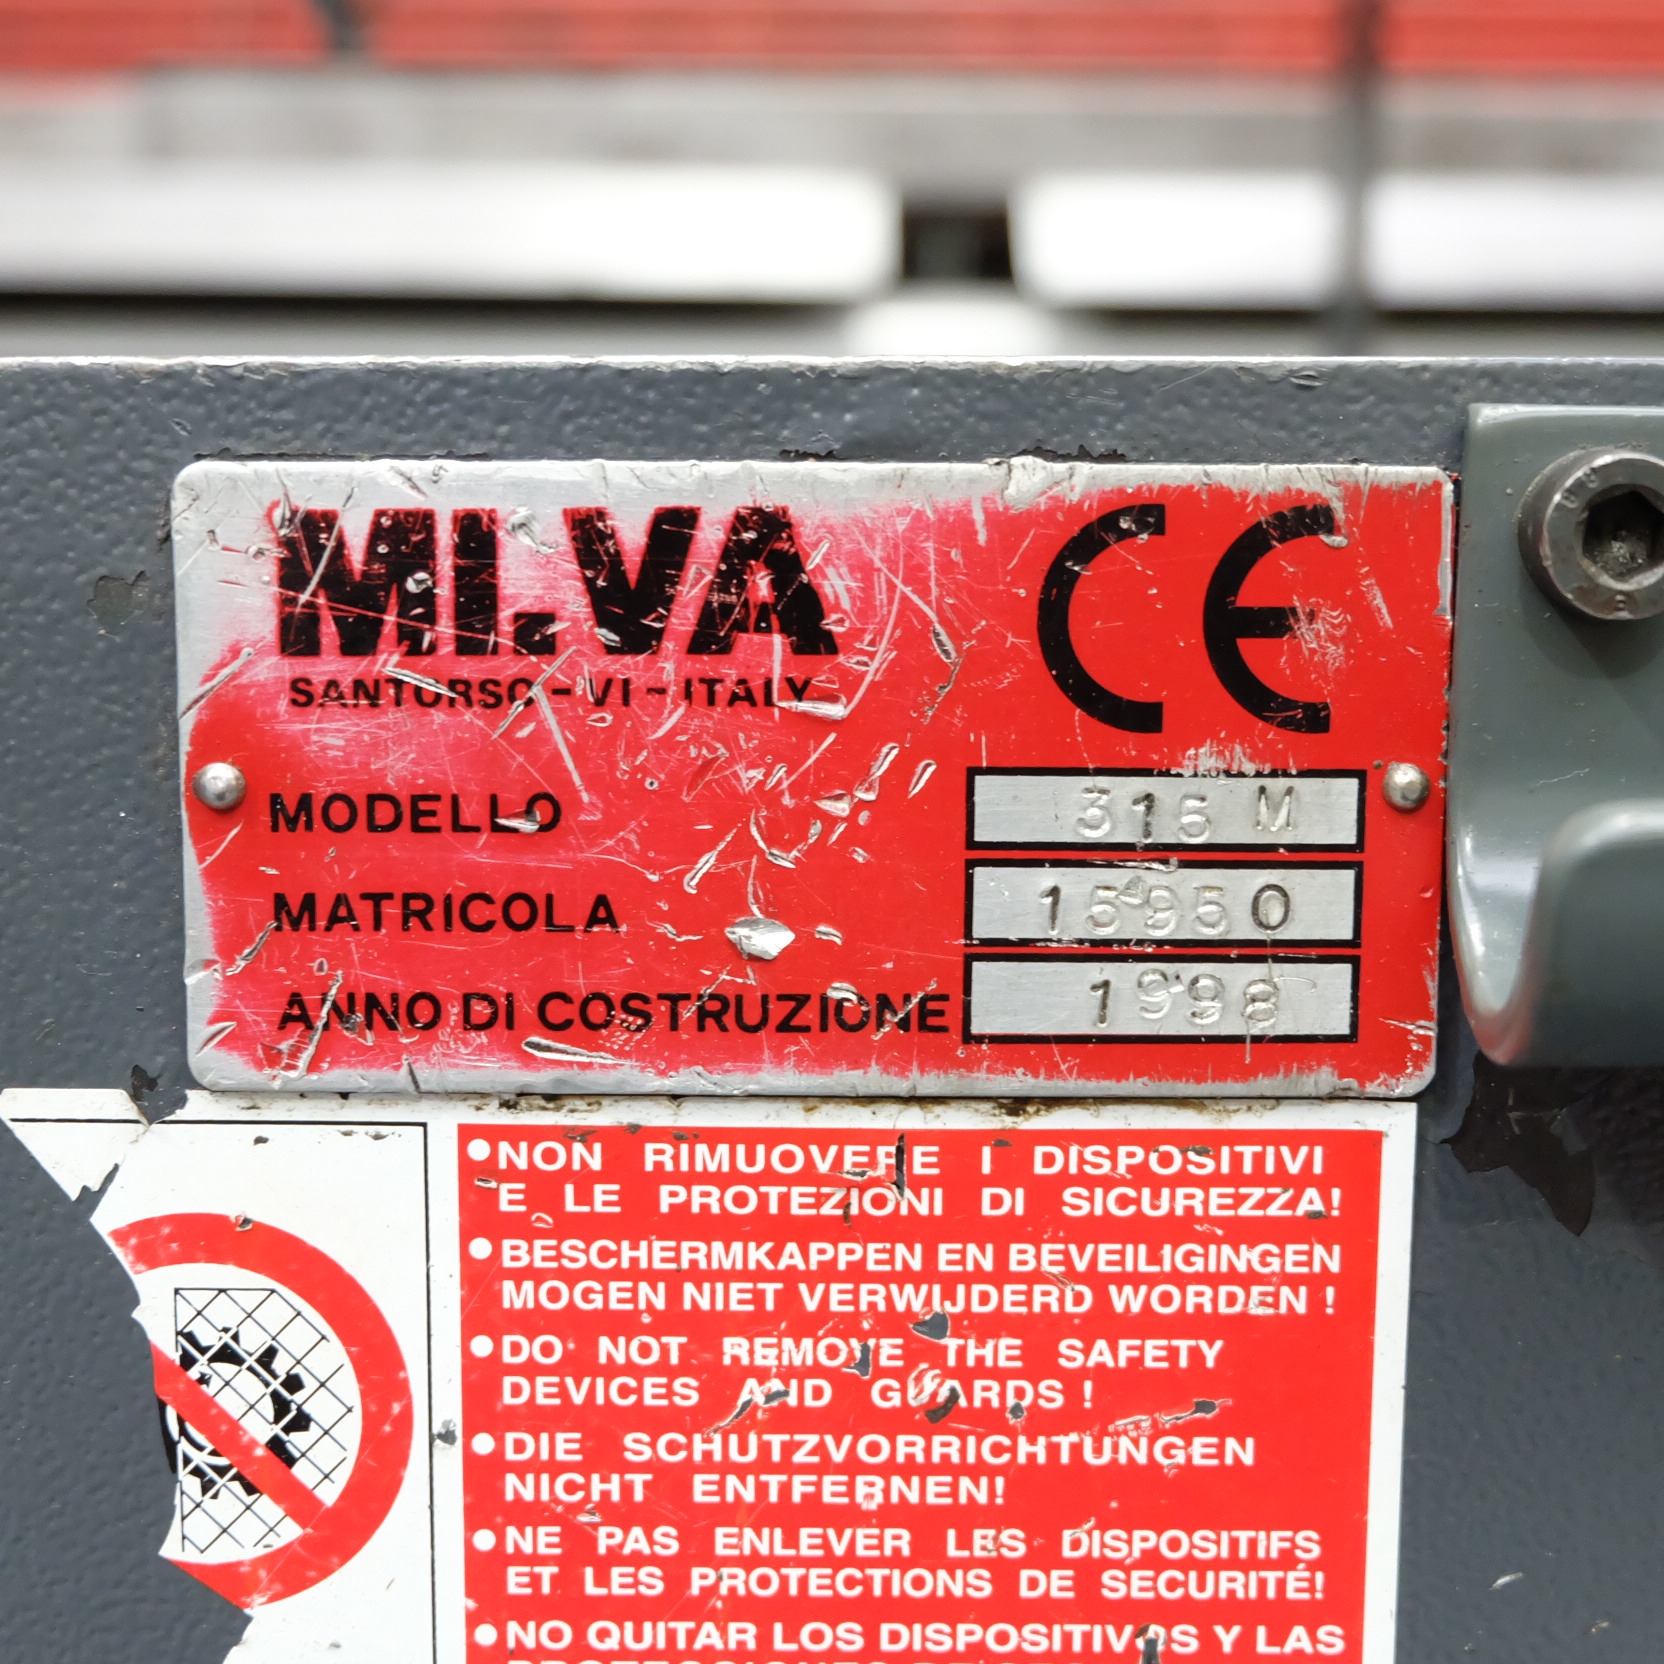 MI.VA
SANTORSO - VI - ITALY
CE
MODELLO 315 M
MATRICOLA 15950
ANNO DI COSTRUZIONE 1998
•NON RIMUOVERE I DISPOSITIVI
E LE PROTEZIONI DI SICUREZZA!
•BESCHERMKAPPEN EN BEVEILIGINGEN
MOGEN NIET VERWIJDERD WORDEN !
•DO NOT REMOVE THE SAFETY
DEVICES AND GUARDS !
•DIE SCHUTZVORRICHTUNGEN
NICHT ENTFERNEN!
•NE PAS ENLEVER LES DISPOSITIFS
ET LES PROTECTIONS DE SECURITÉ!
•NO QUITAR LOS DISPOSITIVOS Y LAS